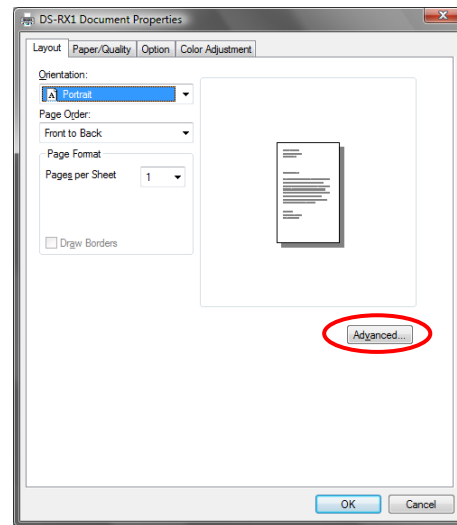 DS-RX1 Document Properties
Layout Paper/Quality Option Color Adjustment
Orientation:
A Portrait
Page Order:
Front to Back
Page Format
Pages per Sheet 1
Draw Borders
Advanced...
OK Cancel